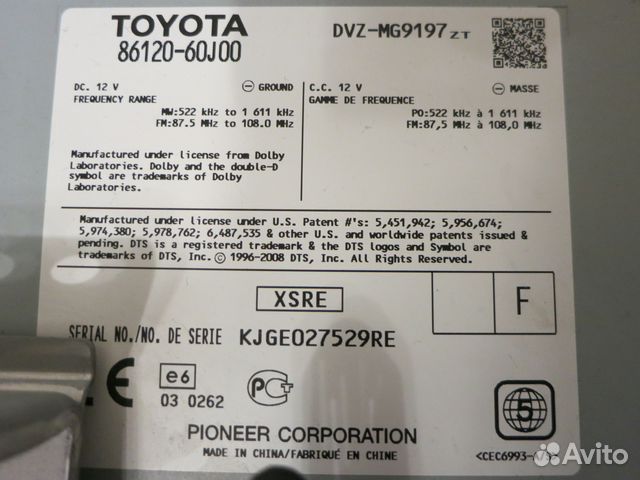 TOYOTA
86120-60J00
DVZ-MG9197 ZT
DC. 12 V
GROUND
FREQUENCY RANGE
MW:522 kHz to 1 611 kHz
FM:87.5 MHz to 108.0 MHz
C.C. 12 V
MASSE
GAMME DE FREQUENCE
PO:522 kHz à 1 611 kHz
FM:87,5 MHz à 108,0 MHz
Manufactured under license from Dolby
Laboratories. Dolby and the double-D
symbol are trademarks of Dolby
Laboratories.
Manufactured under license under U.S. Patent #'s: 5,451,942; 5,956,674;
5,974,380; 5,978,762; 6,487,535 & other U.S. and worldwide patents issued &
pending. DTS is a registered trademark & the DTS logos and Symbol are
trademarks of DTS, Inc. © 1996-2008 DTS, Inc. All Rights Reserved.
XSRE
F
SERIAL NO./NO. DE SERIE KJGE027529RE
CE
e6
03 0262
PCT
5
PIONEER CORPORATION
MADE IN CHINA/FABRIQUÉ EN CHINE
Avito